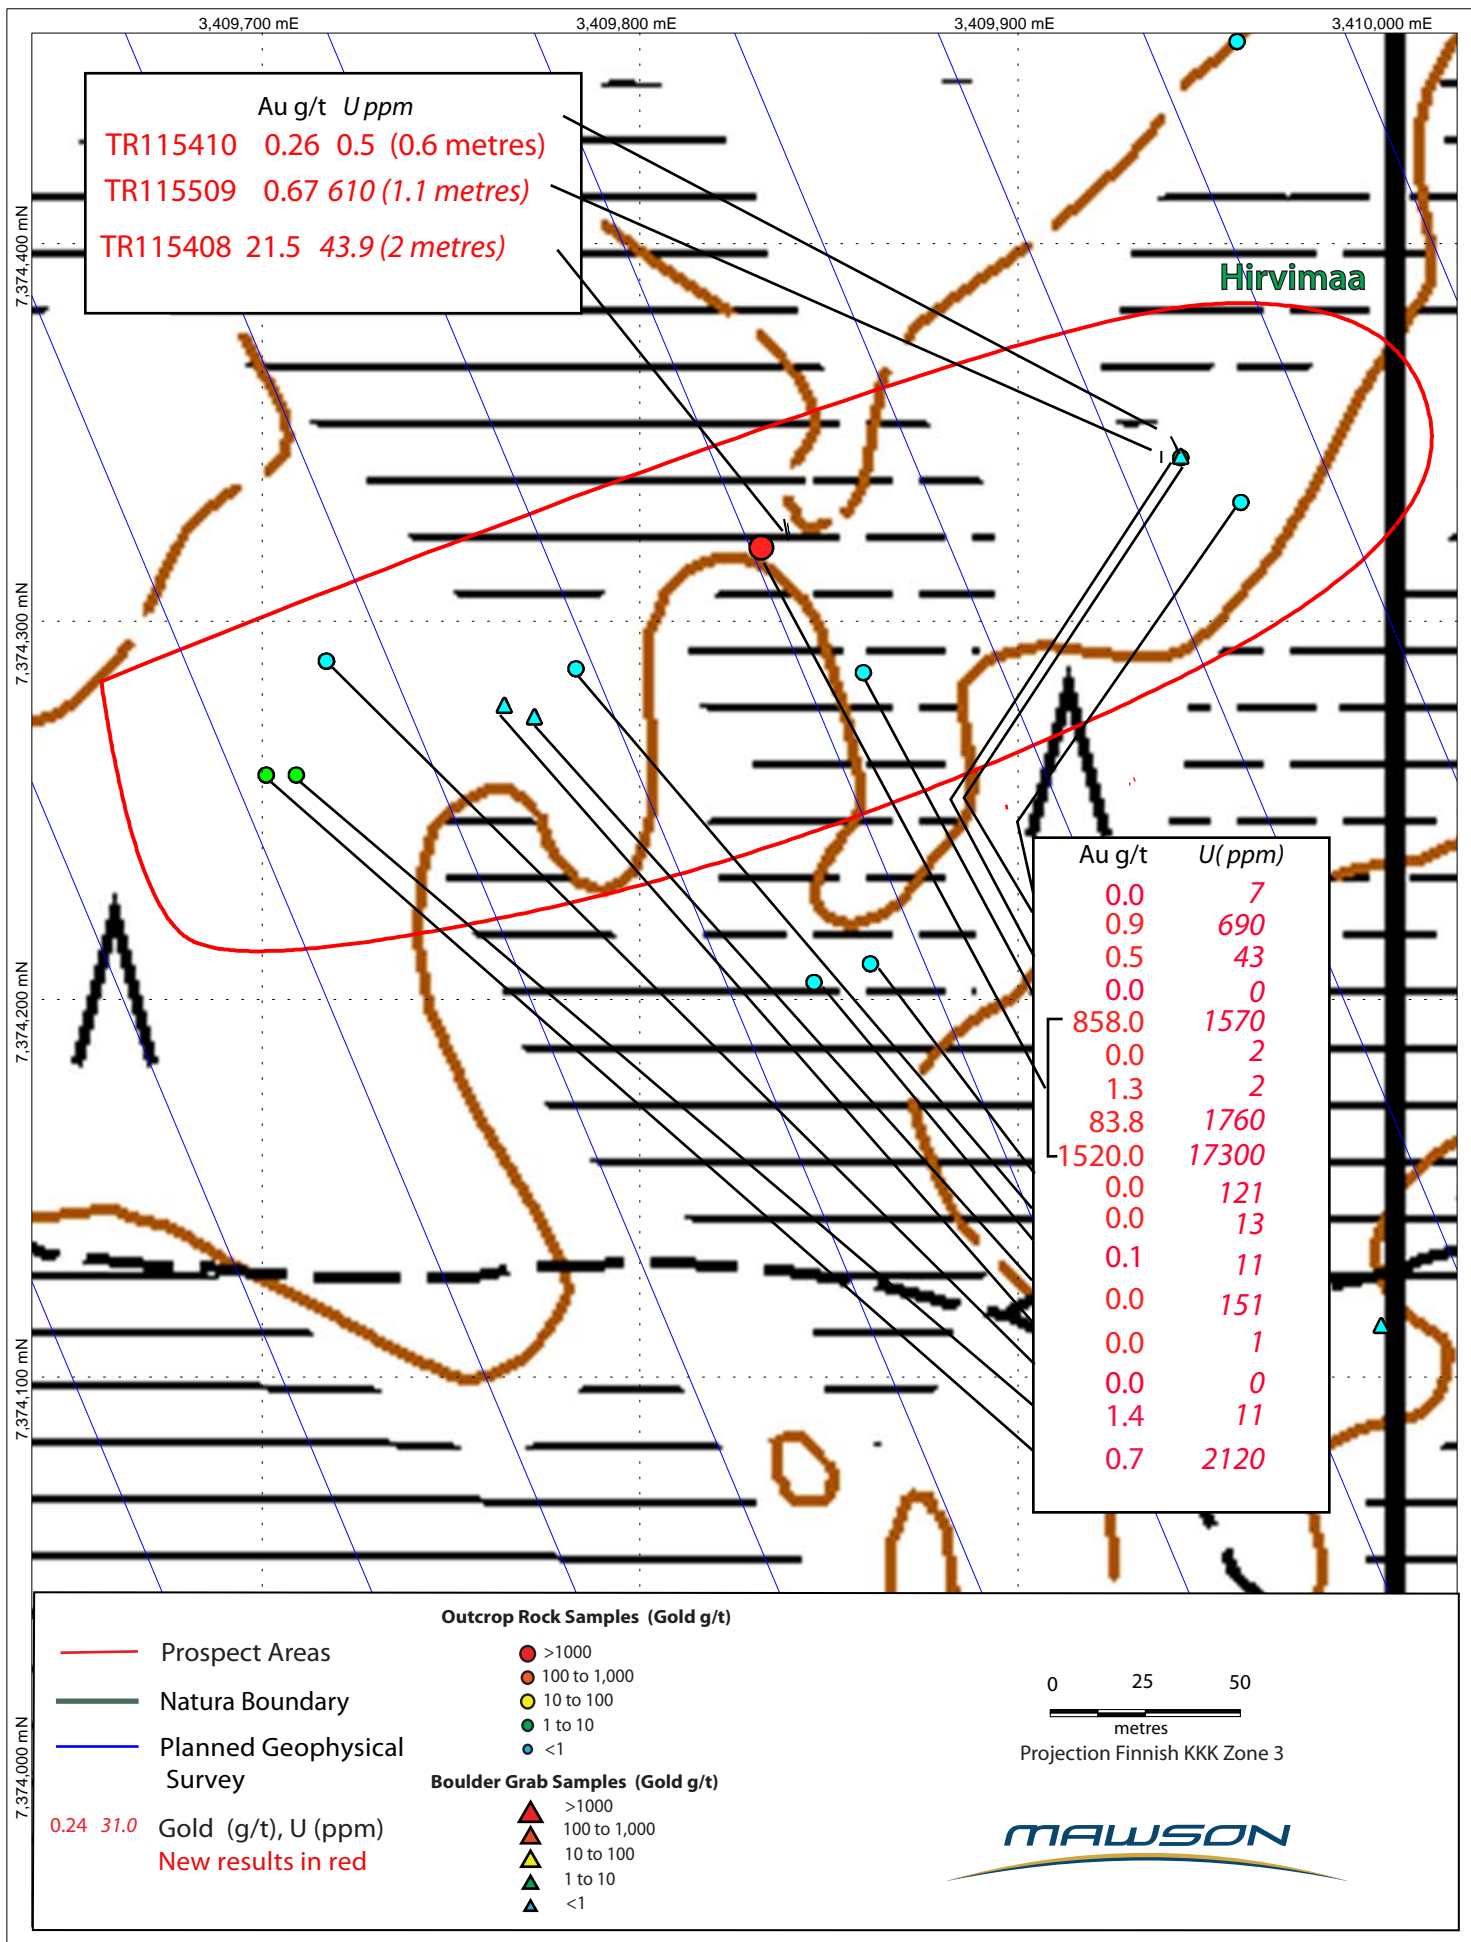 3,409,700 mE 3,409,800 mE 3,409,900 mE 3,410,000 mE
Au g/t U ppm
TR115410 0.26 0.5 (0.6 metres)
TR115509 0.67 610 (1.1 metres)
TR115408 21.5 43.9 (2 metres)
7,374,400 mN
Hirvimaa
7,374,300 mN
7,374,200 mN
7,374,100 mN
7,374,000 mN
Au g/t U( ppm)
0.0 7
0.9 690
0.5 43
0.0 0
858.0 1570
0.0 2
1.3 2
83.8 1760
1520.0 17300
0.0 121
0.0 13
0.1 11
0.0 151
0.0 1
0.0 0
1.4 11
0.7 2120
Prospect Areas
Natura Boundary
Planned Geophysical
Survey
0.24 31.0 Gold (g/t), U (ppm)
New results in red
Outcrop Rock Samples (Gold g/t)
>1000
100 to 1,000
10 to 100
1 to 10
<1
Boulder Grab Samples (Gold g/t)
>1000
100 to 1,000
10 to 100
1 to 10
<1
0 25 50
metres
Projection Finnish KKK Zone 3
MAWSON